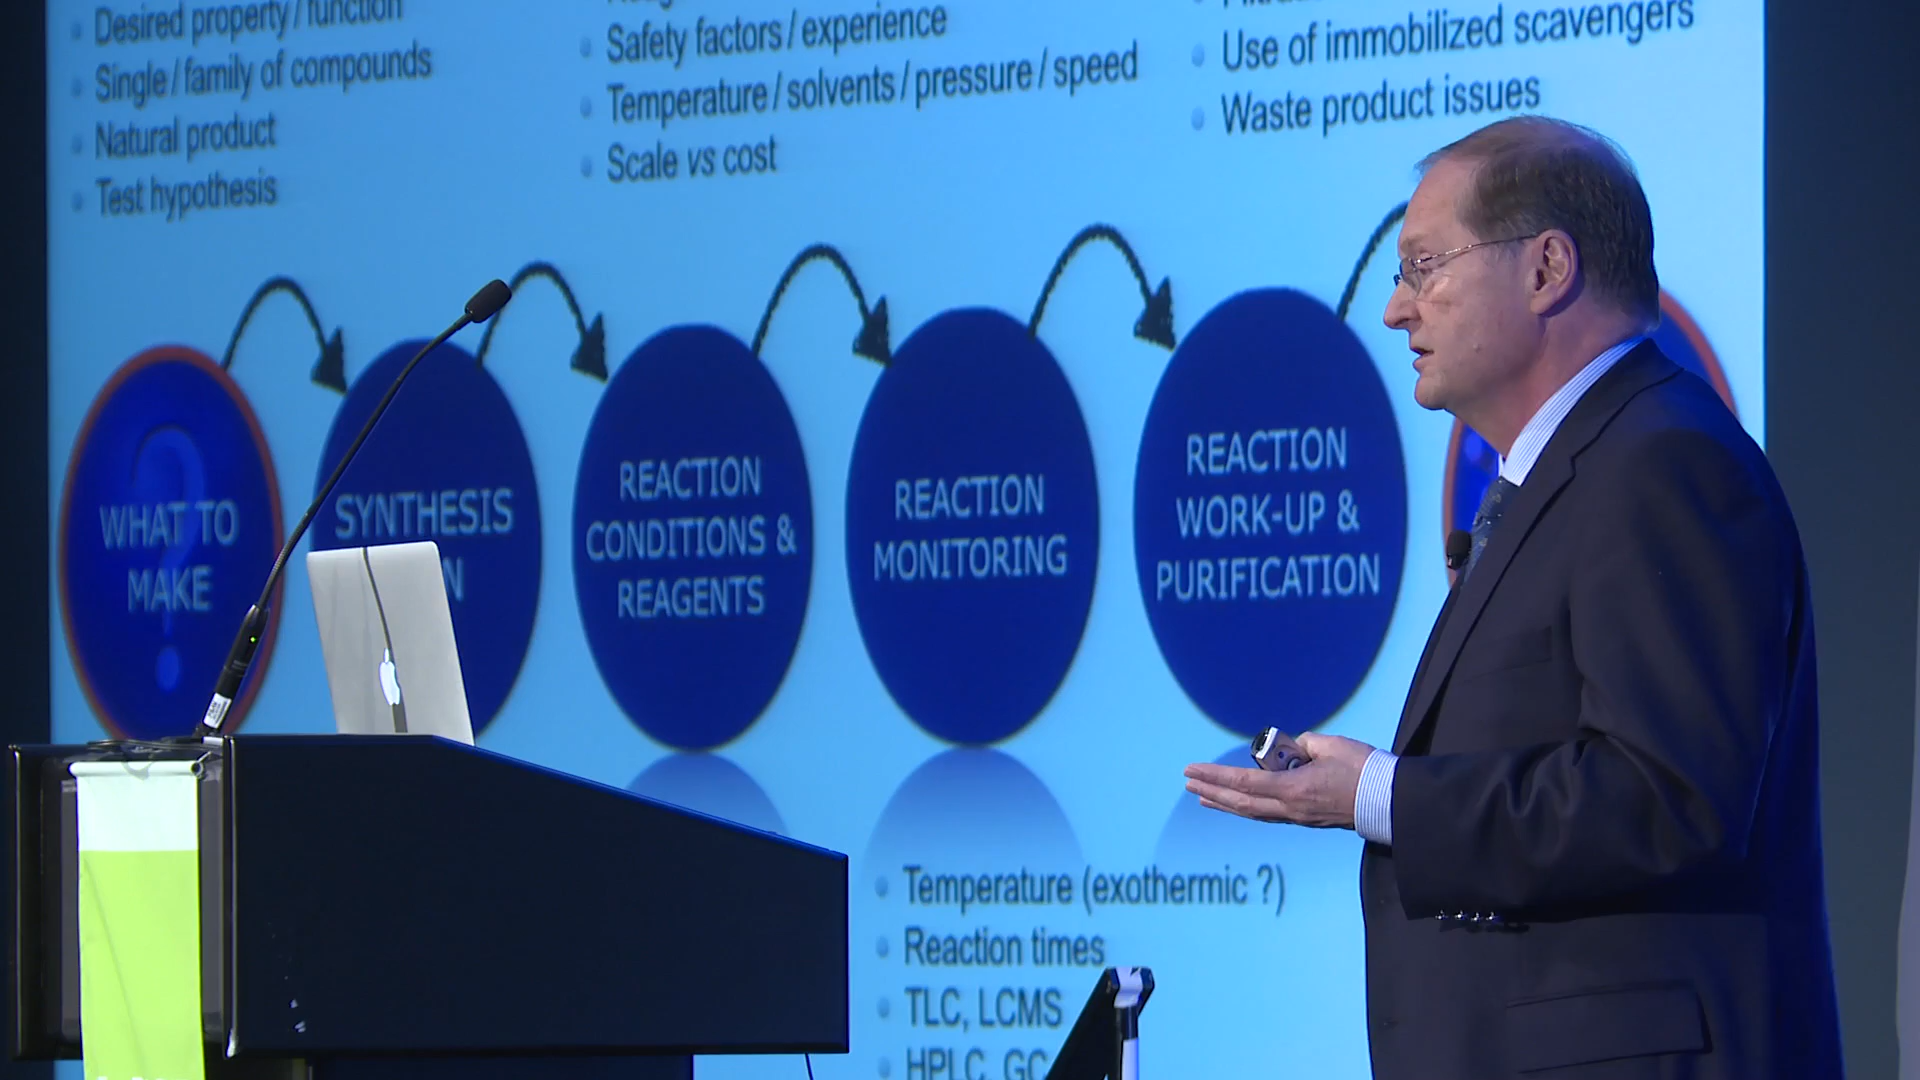 Desired property / function
Single / family of compounds
Natural product
Test hypothesis
Safety factors / experience
Temperature / solvents / pressure / speed
Scale vs cost
Use of immobilized scavengers
Waste product issues
WHAT TO
MAKE
?
SYNTHESIS
N
REACTION
CONDITIONS &
REAGENTS
REACTION
MONITORING
REACTION
WORK-UP &
PURIFICATION
Temperature (exothermic ?)
Reaction times
TLC, LCMS
HPLC, GC